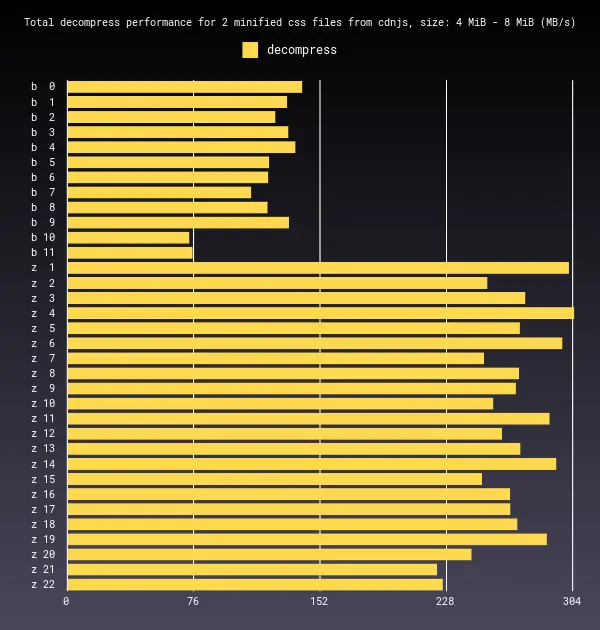 Total decompress performance for 2 minified css files from cdnjs, size: 4 MiB - 8 MiB (MB/s)
decompress
b 0
b 1
b 2
b 3
b 4
b 5
b 6
b 7
b 8
b 9
b 10
b 11
z 1
z 2
z 3
z 4
z 5
z 6
z 7
z 8
z 9
z 10
z 11
z 12
z 13
z 14
z 15
z 16
z 17
z 18
z 19
z 20
z 21
z 22
0 76 152 228 304